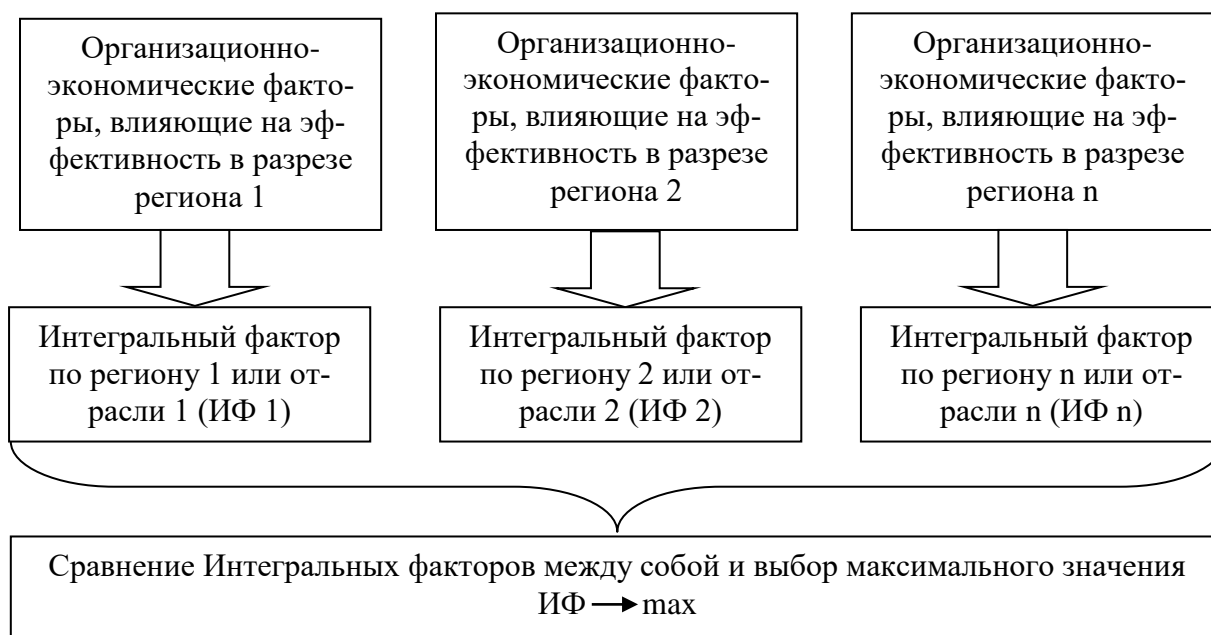 Организационно-
экономические факто-
ры, влияющие на эф-
фективность в разрезе
региона 1
Организационно-
экономические факто-
ры, влияющие на эф-
фективность в разрезе
региона 2
Организационно-
экономические факто-
ры, влияющие на эф-
фективность в разрезе
региона n
Интегральный фактор
по региону 1 или от-
расли 1 (ИФ 1)
Интегральный фактор
по региону 2 или от-
расли 2 (ИФ 2)
Интегральный фактор
по региону n или от-
расли n (ИФ n)
Сравнение Интегральных факторов между собой и выбор максимального значения
ИФ → max